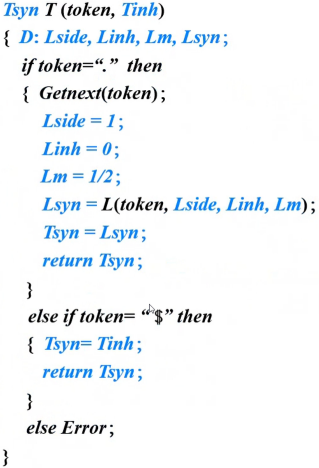 Tsyn T (token, Tinh)
{ D: Lside, Linh, Lm, Lsyn;
if token=“.” then
{ Getnext(token);
Lside = 1;
Linh = 0;
Lm = 1/2;
Lsyn = L(token, Lside, Linh, Lm);
Tsyn = Lsyn;
return Tsyn;
}
else if token= “$” then
{ Tsyn= Tinh;
return Tsyn;
}
else Error;
}